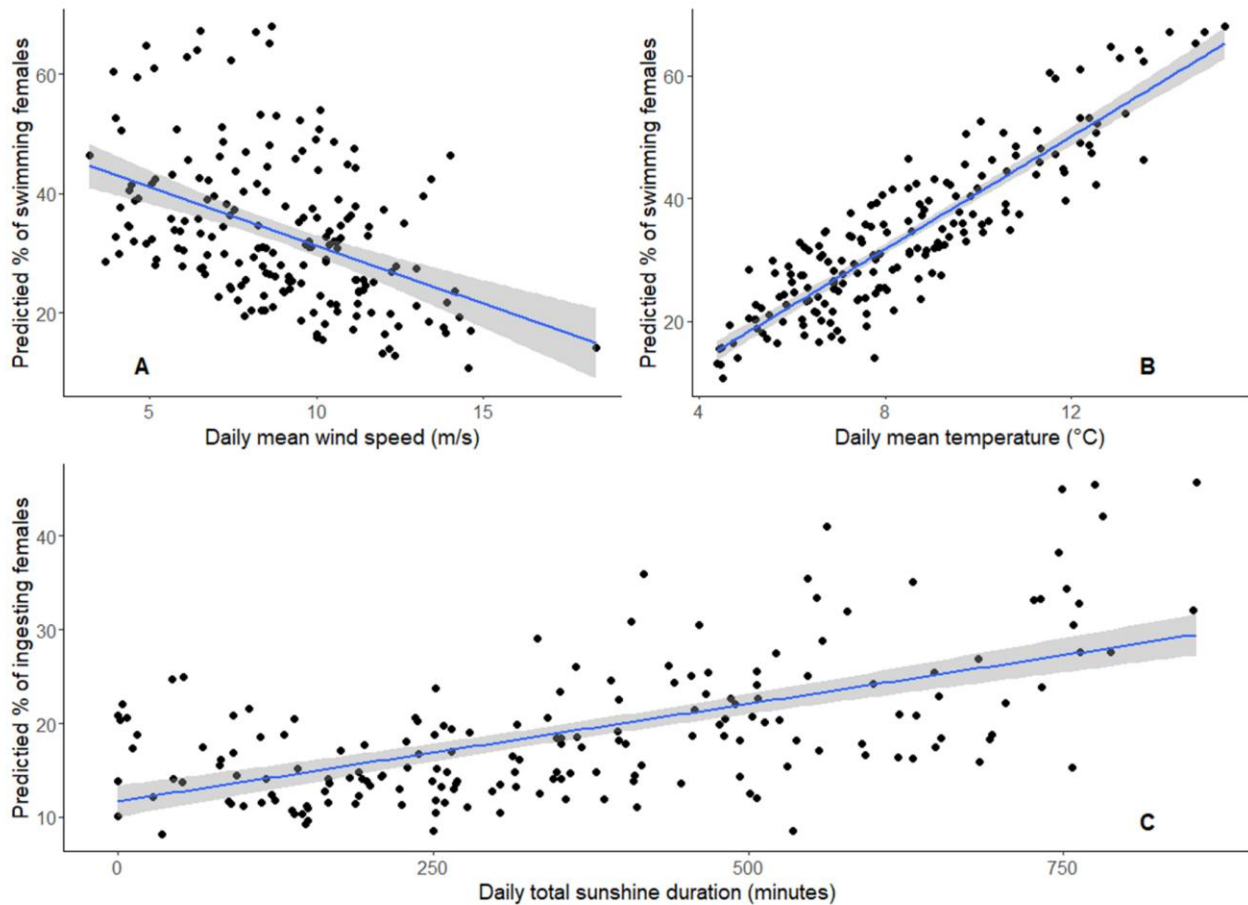 Predictied % of swimming females
60
40
20
A
5
10
15
Daily mean wind speed (m/s)
Predictied % of swimming females
60
40
20
B
4
8
12
Daily mean temperature (°C)
Predictied % of ingesting females
40
30
20
10
C
0
250
500
750
Daily total sunshine duration (minutes)